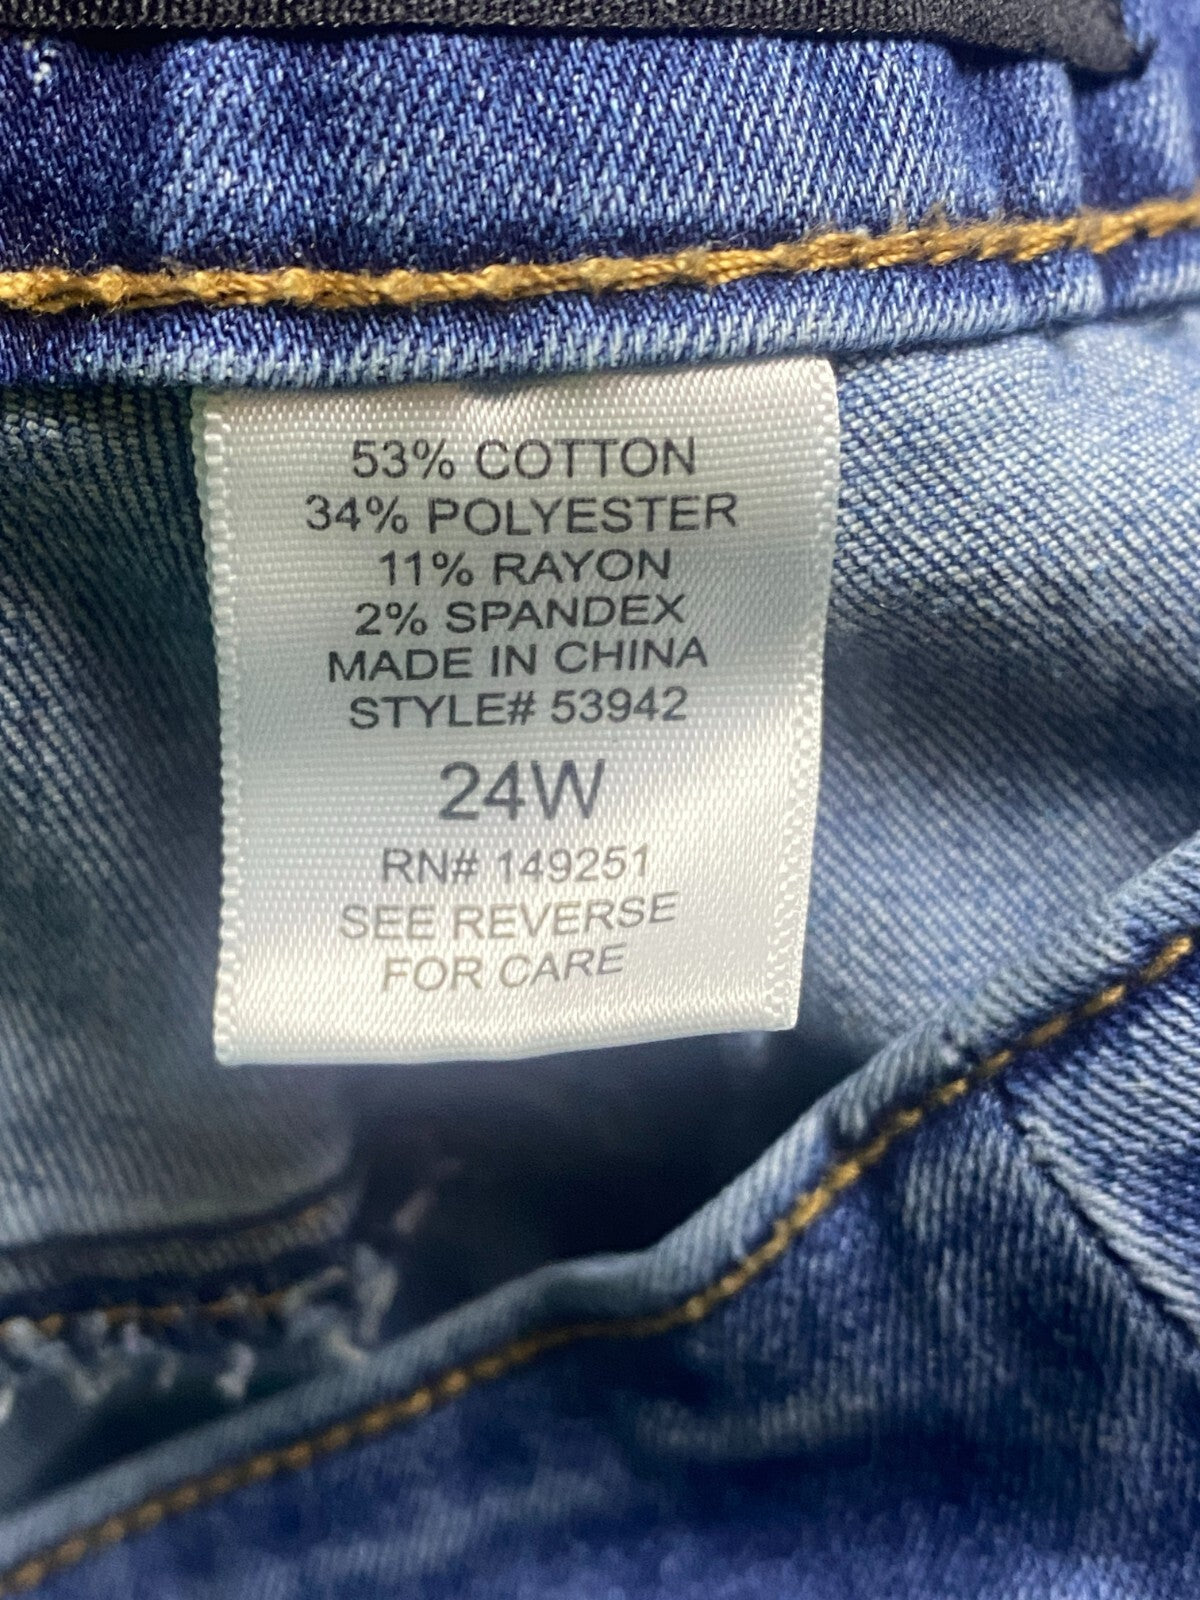 53% COTTON
34% POLYESTER
11% RAYON
2% SPANDEX
MADE IN CHINA
STYLE# 53942
24W
RN# 149251
SEE REVERSE
FOR CARE